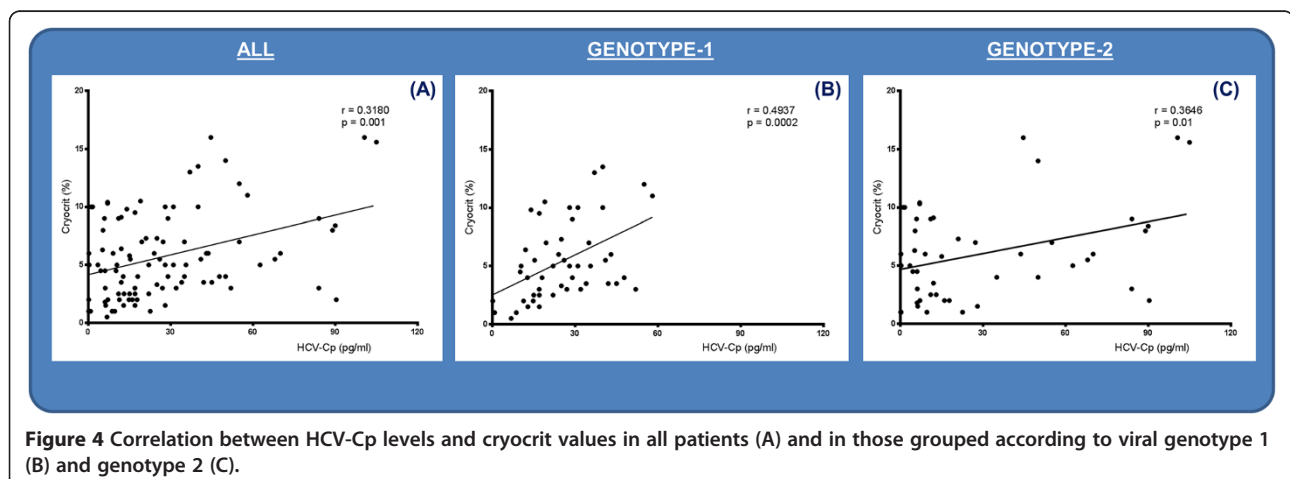 ALL
GENOTYPE-1
GENOTYPE-2
(A)
r = 0.3180
p = 0.001
Cryocrit (%)
20
15
10
5
0
0 30 60 90 120
HCV-Cp (pg/ml)
(B)
r = 0.4937
p = 0.0002
Cryocrit (%)
20
15
10
5
0
0 30 60 90 120
HCV-Cp (pg/ml)
(C)
r = 0.3646
p = 0.01
Cryocrit (%)
20
15
10
5
0
0 30 60 90 120
HCV-Cp (pg/ml)
Figure 4 Correlation between HCV-Cp levels and cryocrit values in all patients (A) and in those grouped according to viral genotype 1
(B) and genotype 2 (C).